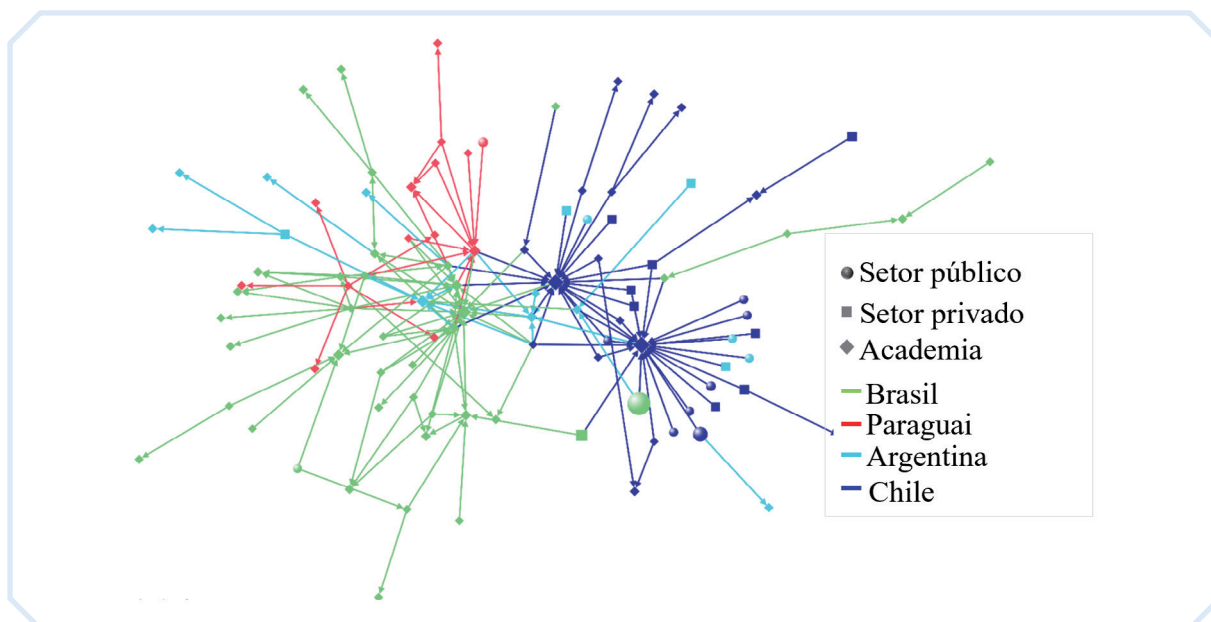 Setor público
Setor privado
Academia
Brasil
Paraguai
Argentina
Chile